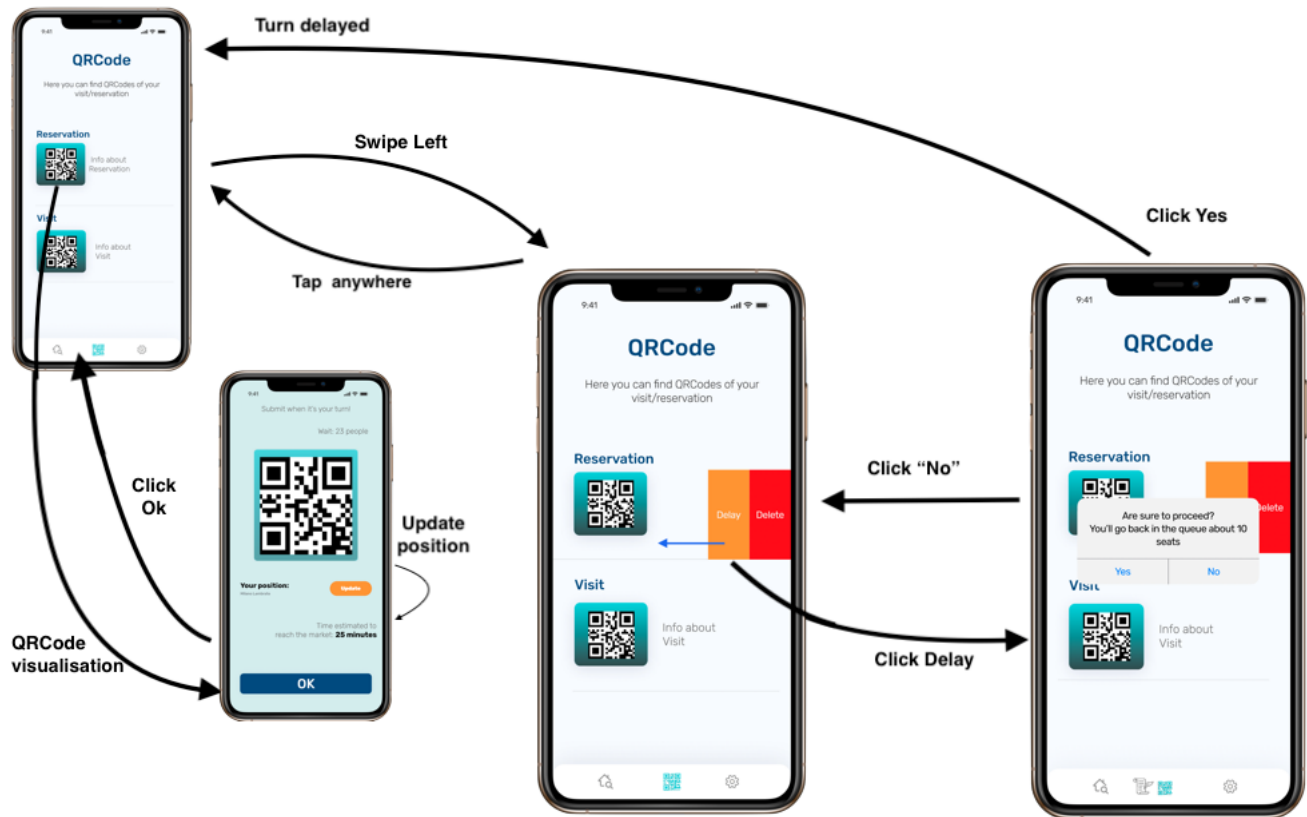 Turn delayed
9:41
QRCode
Here you can find QRCodes of your
visit/reservation
Reservation
Info about
Reservation
Visit
Info about
Visit
Swipe Left
Tap anywhere
Click Yes
QRCode
visualisation
Click
Ok
9:41
Submit when it's your turn!
Wait: 23 people
Your position:
Update
Time estimated to
reach the market: 25 minutes
OK
Update
position
9:41
QRCode
Here you can find QRCodes of your
visit/reservation
Reservation
Delay
Delete
Visit
Info about
Visit
Click "No"
Click Delay
9:41
QRCode
Here you can find QRCodes of your
visit/reservation
Reservation
elete
Are sure to proceed?
You'll go back in the queue about 10
seats
Yes
No
Visit
Info about
Visit